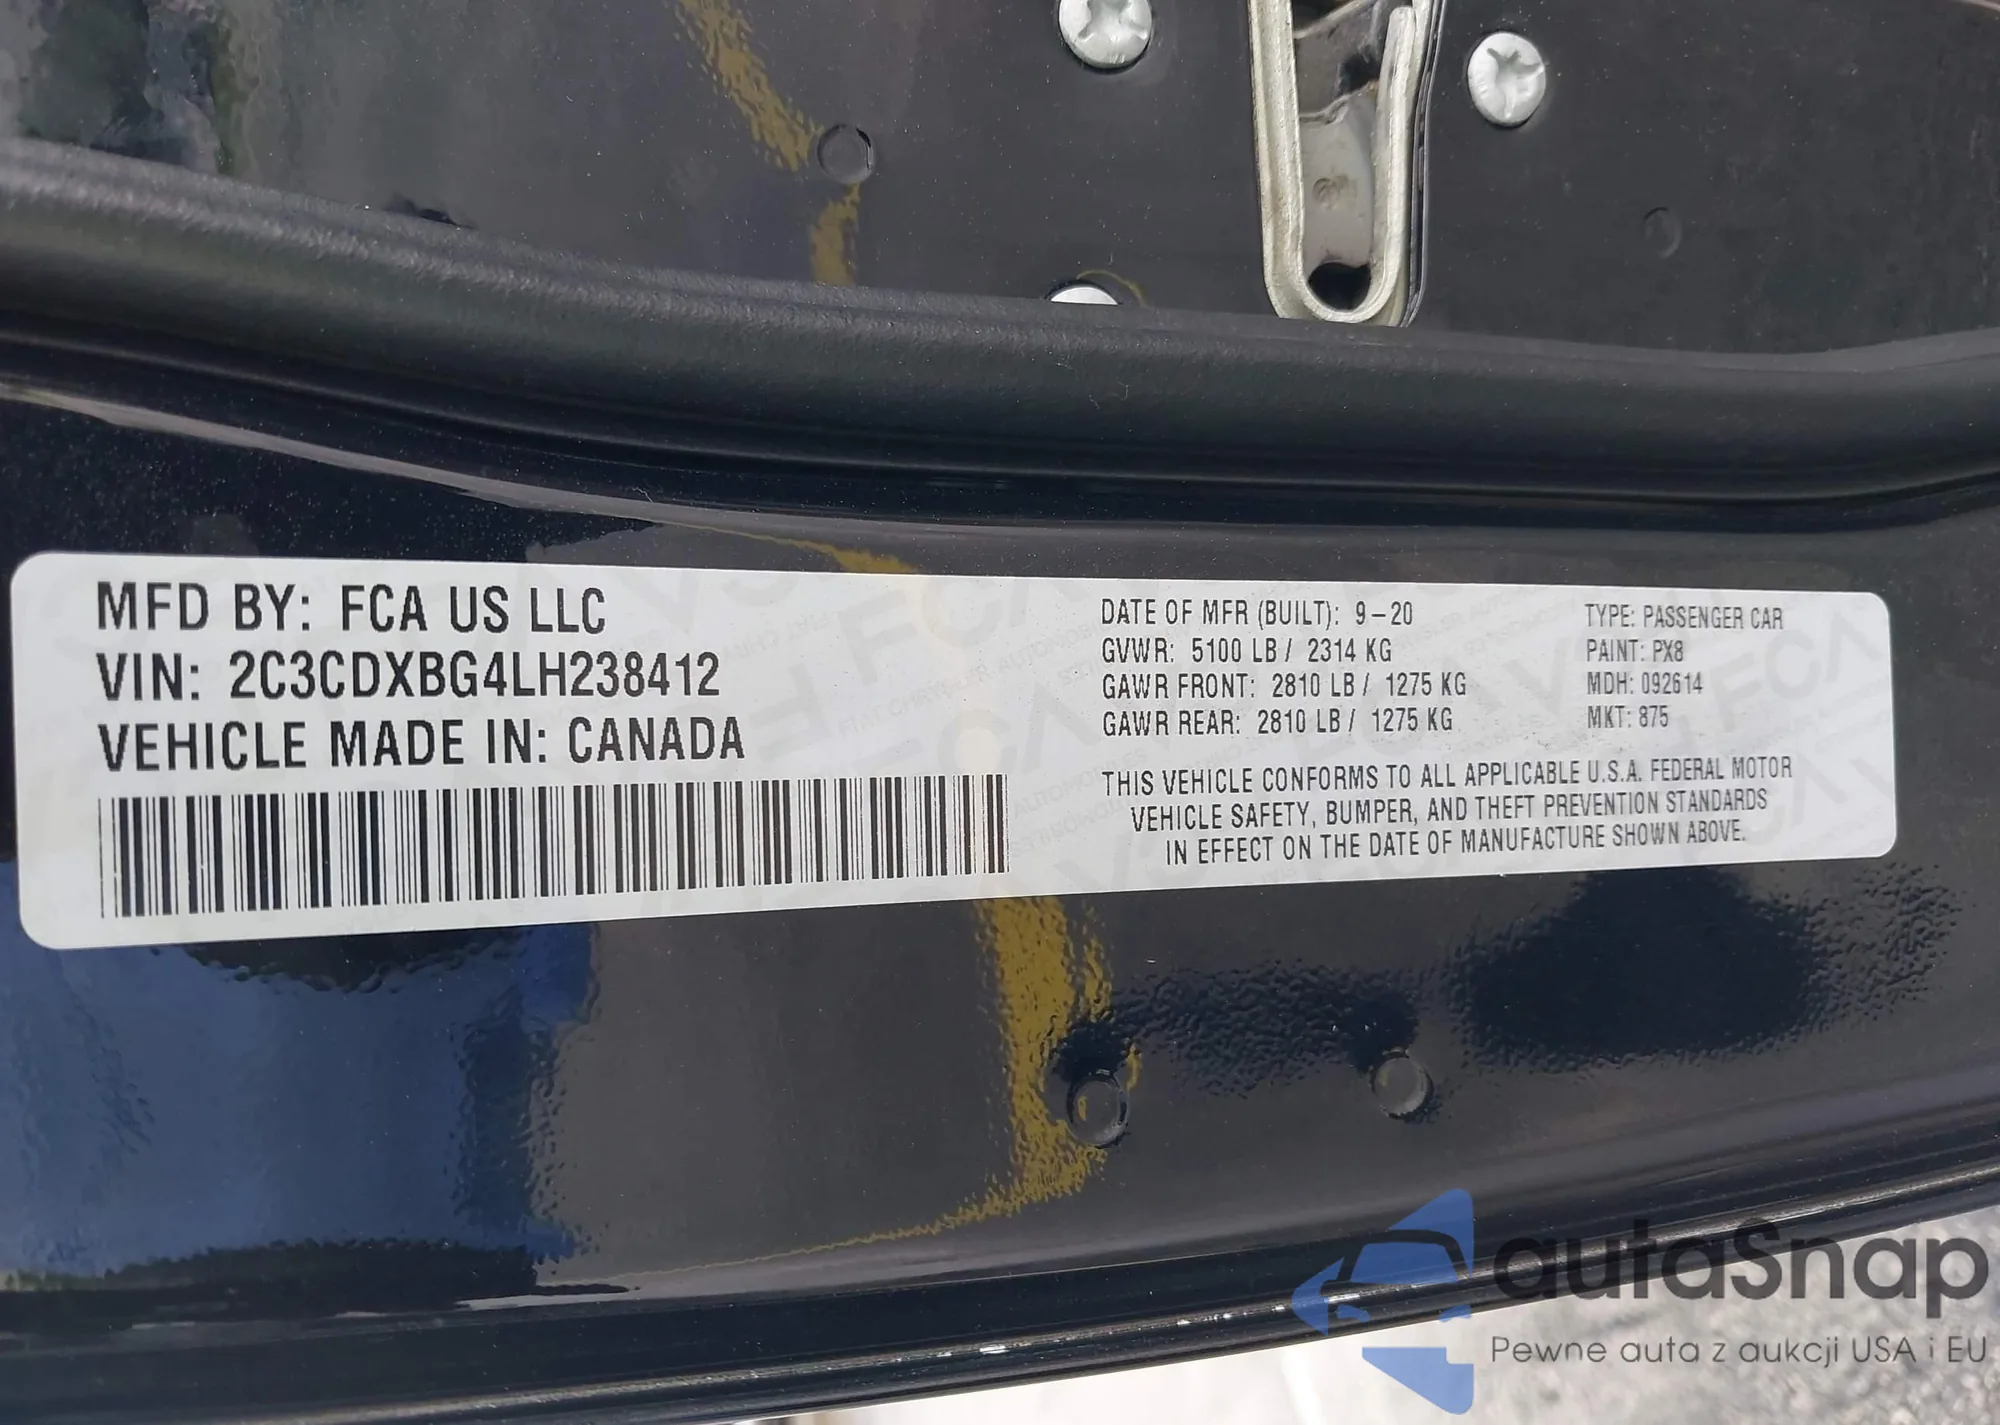 MFD BY: FCA US LLC
VIN: 2C3CDXBG4LH238412
VEHICLE MADE IN: CANADA
DATE OF MFR (BUILT): 9-20
GVWR: 5100 LB / 2314 KG
GAWR FRONT: 2810 LB / 1275 KG
GAWR REAR: 2810 LB / 1275 KG
TYPE: PASSENGER CAR
PAINT: PX8
MDH: 092614
MKT: 875
THIS VEHICLE CONFORMS TO ALL APPLICABLE U.S.A. FEDERAL MOTOR
VEHICLE SAFETY, BUMPER, AND THEFT PREVENTION STANDARDS
IN EFFECT ON THE DATE OF MANUFACTURE SHOWN ABOVE.
autaSnap
Pewne auta z aukcji USA i EU